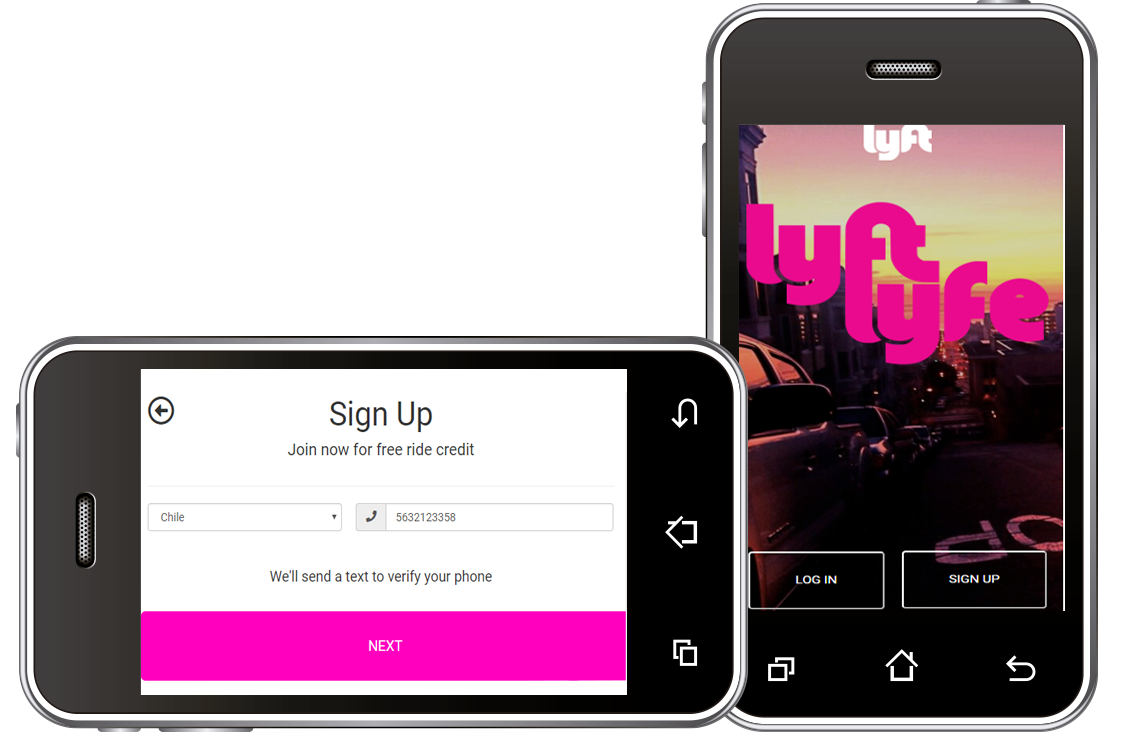 Sign Up
Join now for free ride credit
Chile
5632123358
We'll send a text to verify your phone
NEXT
lyft
lyft
lyfe
do
LOG IN
SIGN UP